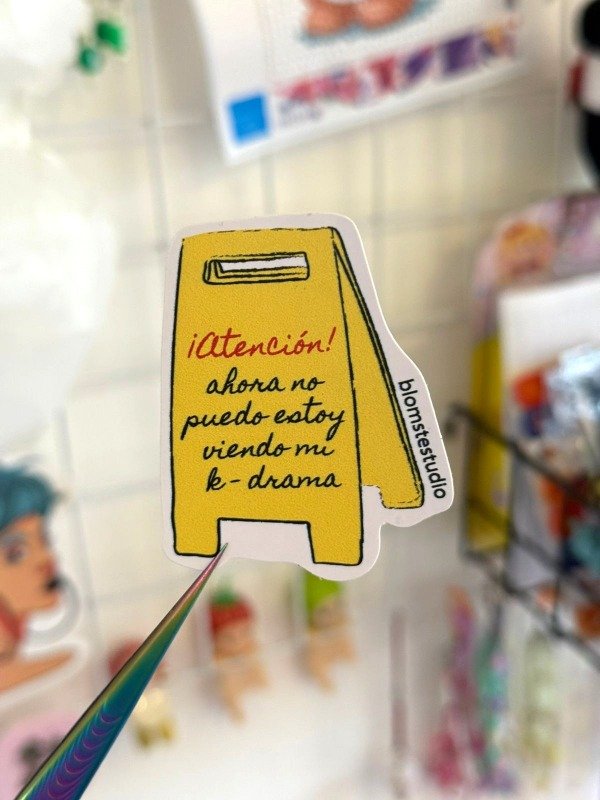 ¡Atención!
ahora no
puedo estoy
viendo mi
k-drama
blomstestudio